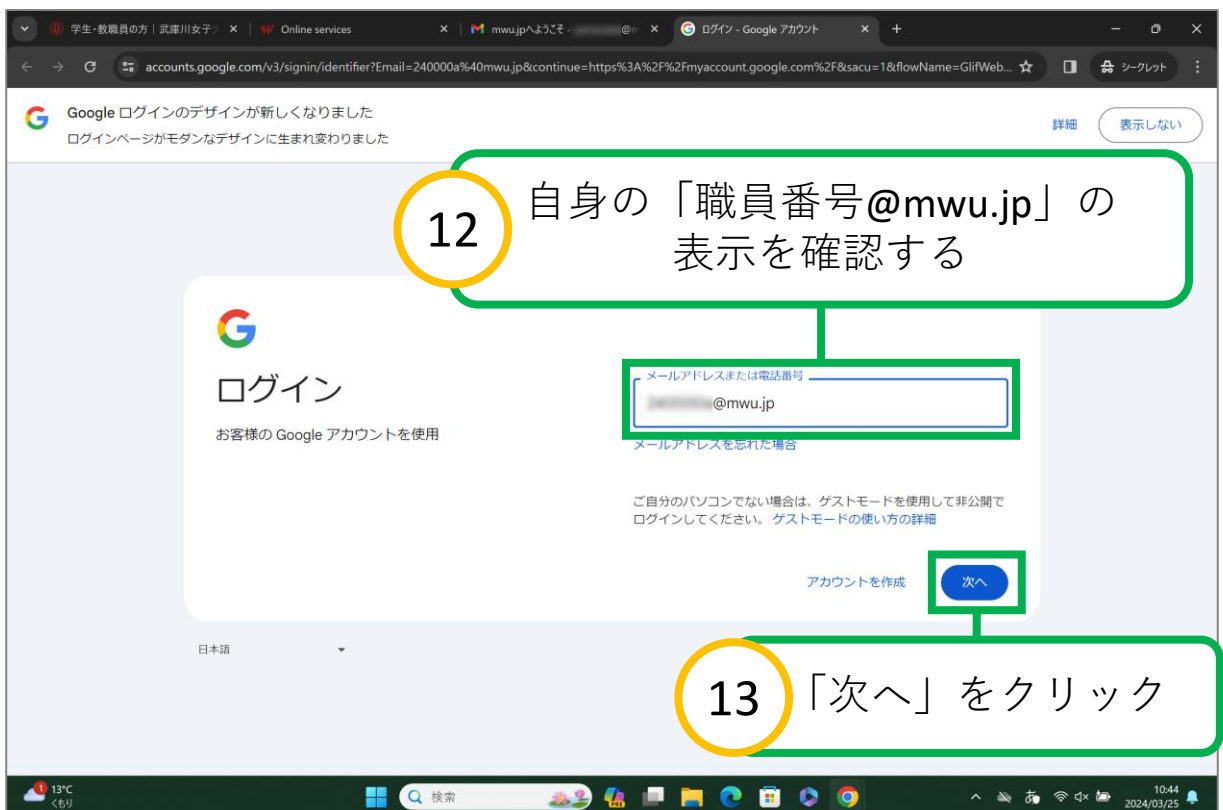 学生・教職員の方｜武庫川女子大
Online services
mwu.jpへようこそ - @m
ログイン - Google アカウント
accounts.google.com/v3/signin/identifier?Email=240000a%40mwu.jp&continue=https%3A%2F%2Fmyaccount.google.com%2F&sacu=1&flowName=GlifWeb...
シークレット
Google ログインのデザインが新しくなりました
ログインページがモダンなデザインに生まれ変わりました
詳細
表示しない
12
自身の「職員番号@mwu.jp」の
表示を確認する
ログイン
お客様の Google アカウントを使用
メールアドレスまたは電話番号
@mwu.jp
メールアドレスを忘れた場合
ご自分のパソコンでない場合は、ゲストモードを使用して非公開で
ログインしてください。 ゲストモードの使い方の詳細
アカウントを作成
次へ
日本語
13
「次へ」をクリック
1
13°C
くもり
検索
あ
10:44
2024/03/25